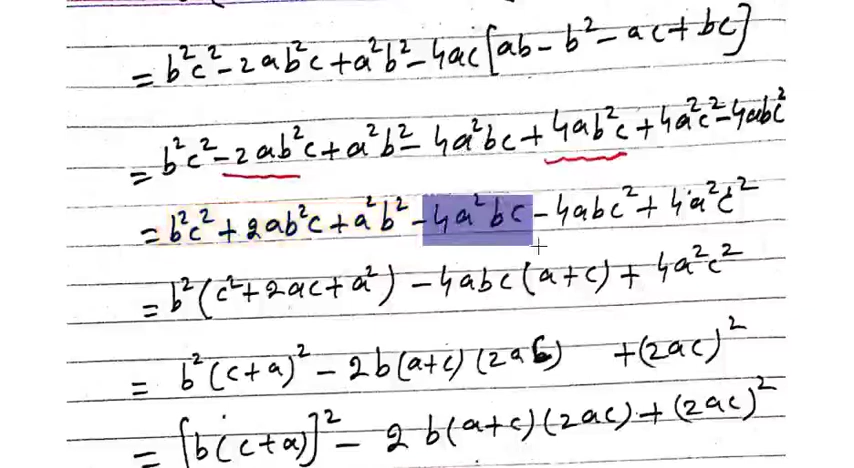 = b²c² - 2ab²c + a²b² - 4ac[ab - b² - ac + bc]
= b²c² - 2ab²c + a²b² - 4a²bc + 4ab²c + 4a²c² - 4abc²
= b²c² + 2ab²c + a²b² - 4a²bc - 4abc² + 4a²c²
= b²(c² + 2ac + a²) - 4abc(a+c) + 4a²c²
= b²(c+a)² - 2b(a+c)(2ac) + (2ac)²
= [b(c+a)]² - 2b(a+c)(2ac) + (2ac)²